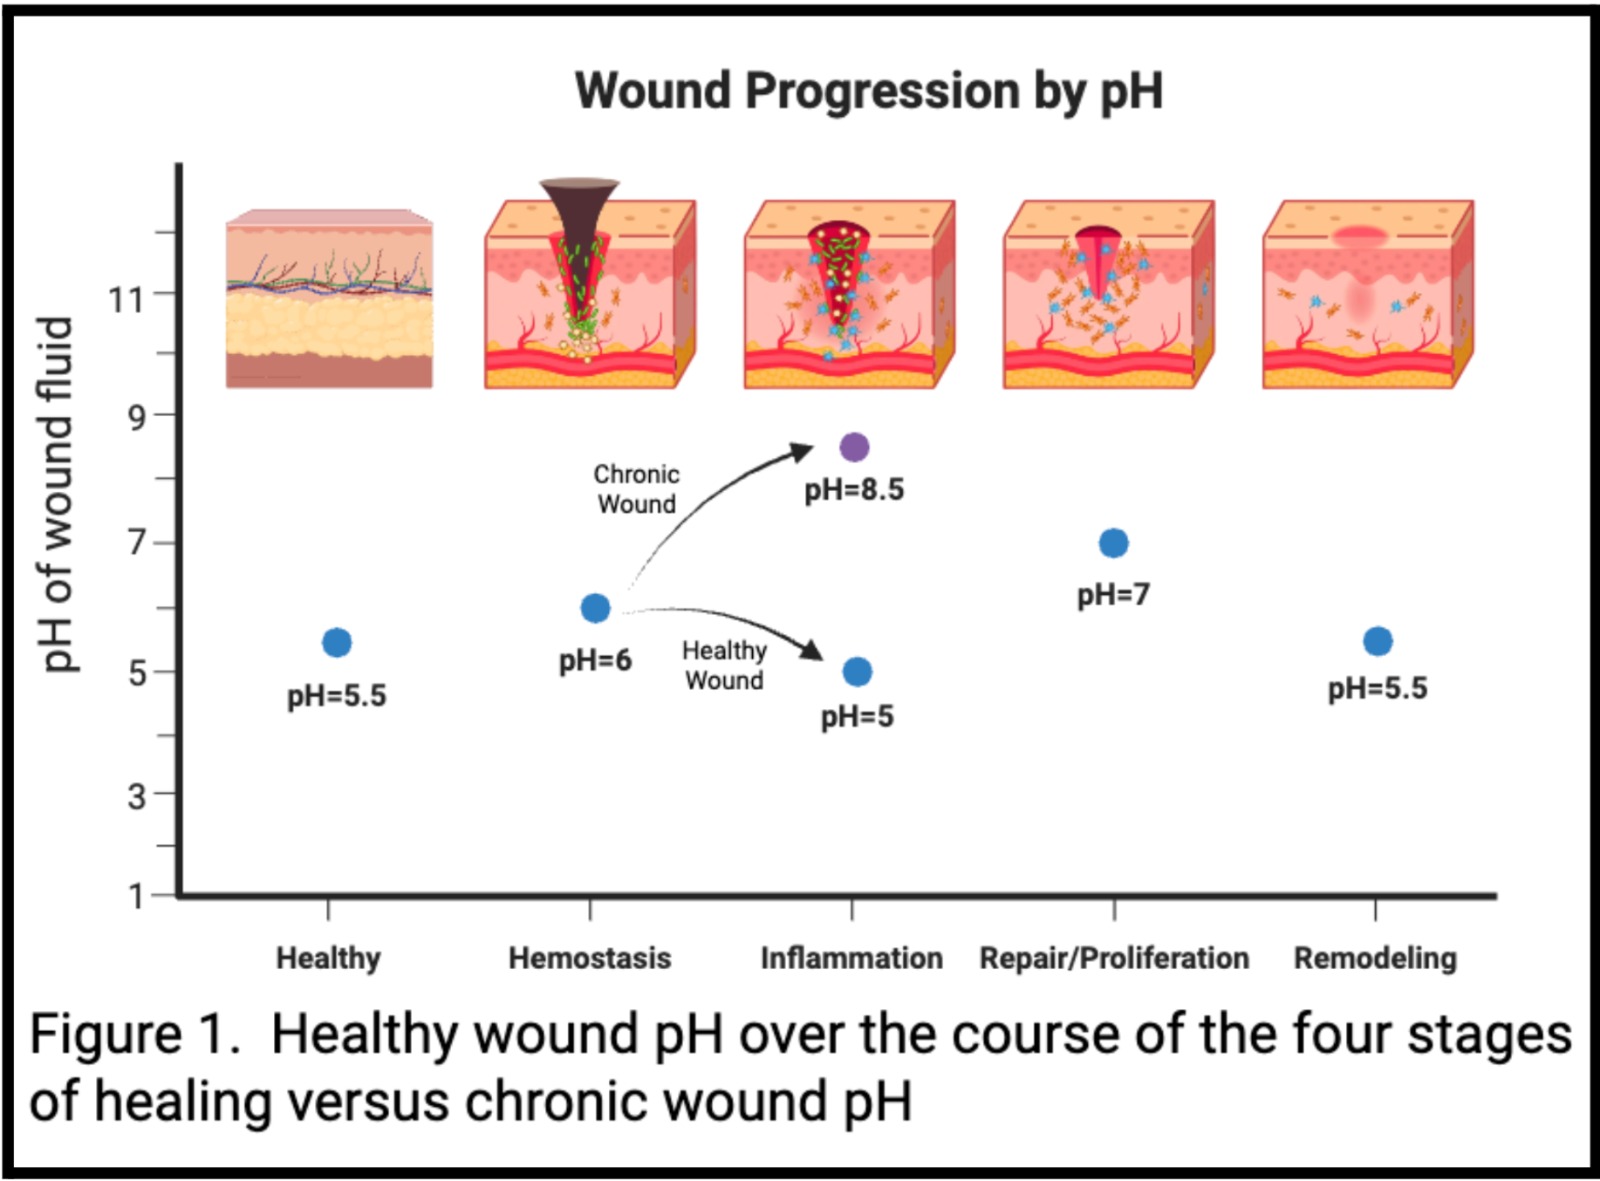 Wound Progression by pH
pH of wound fluid
11
9
7
5
3
1
Chronic
Wound
Healthy
Wound
pH=5.5
pH=6
pH=8.5
pH=5
pH=7
pH=5.5
Healthy
Hemostasis
Inflammation
Repair/Proliferation
Remodeling
Figure 1. Healthy wound pH over the course of the four stages
of healing versus chronic wound pH